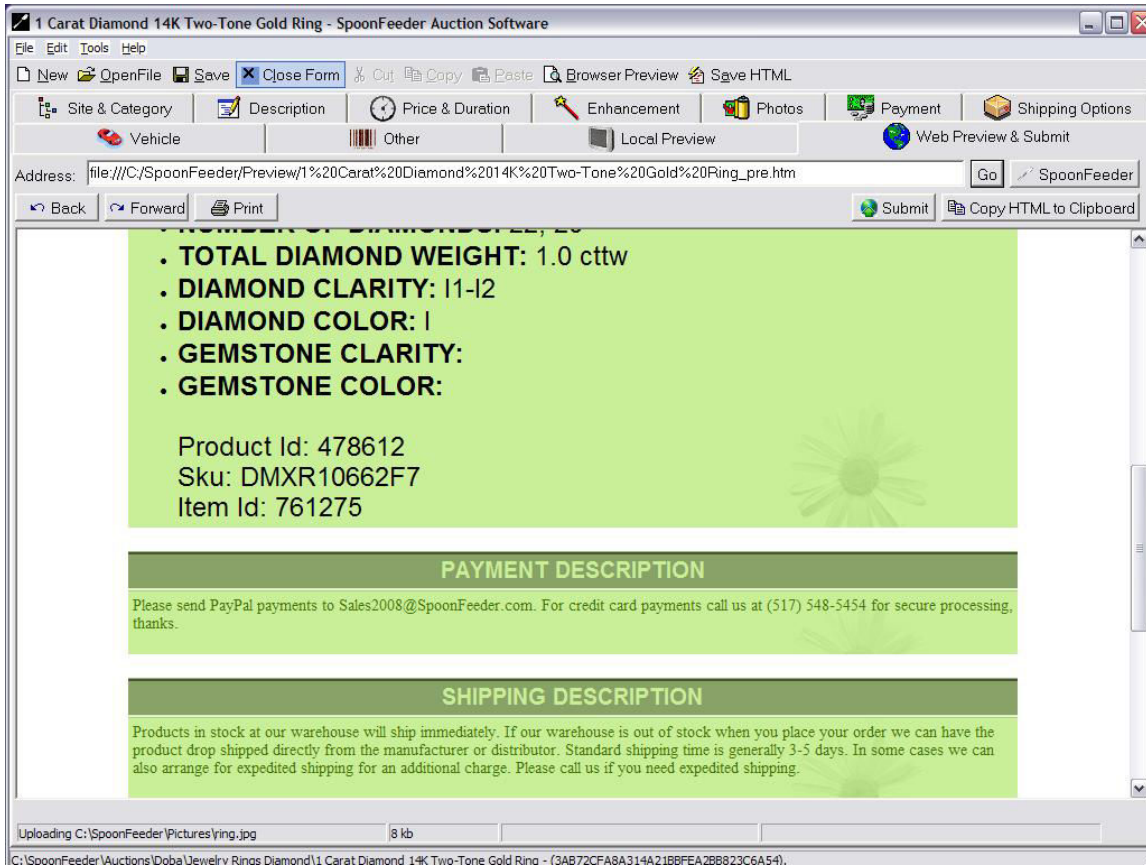 1 Carat Diamond 14K Two-Tone Gold Ring - SpoonFeeder Auction Software
File Edit Tools Help
New OpenFile Save Close Form Cut Copy Paste Browser Preview Save HTML
Site & Category Description Price & Duration Enhancement Photos Payment Shipping Options
Vehicle Other Local Preview Web Preview & Submit
Address: file:///C:/SpoonFeeder/Preview/1%20Carat%20Diamond%2014K%20Two-Tone%20Gold%20Ring_pre.htm Go SpoonFeeder
Back Forward Print Submit Copy HTML to Clipboard
• NUMBER OF DIAMONDS: 22, 20
• TOTAL DIAMOND WEIGHT: 1.0 cttw
• DIAMOND CLARITY: I1-I2
• DIAMOND COLOR: I
• GEMSTONE CLARITY:
• GEMSTONE COLOR:
Product Id: 478612
Sku: DMXR10662F7
Item Id: 761275
PAYMENT DESCRIPTION
Please send PayPal payments to Sales2008@SpoonFeeder.com. For credit card payments call us at (517) 548-5454 for secure processing,
thanks.
SHIPPING DESCRIPTION
Products in stock at our warehouse will ship immediately. If our warehouse is out of stock when you place your order we can have the
product drop shipped directly from the manufacturer or distributor. Standard shipping time is generally 3-5 days. In some cases we can
also arrange for expedited shipping for an additional charge. Please call us if you need expedited shipping.
Uploading C:\SpoonFeeder\Pictures\ring.jpg 8 kb
C:\SpoonFeeder\Auctions\Doba\Jewelry Rings Diamond\1 Carat Diamond 14K Two-Tone Gold Ring - (3AB72CFA8A314A21BBFEA2BB823C6A54).